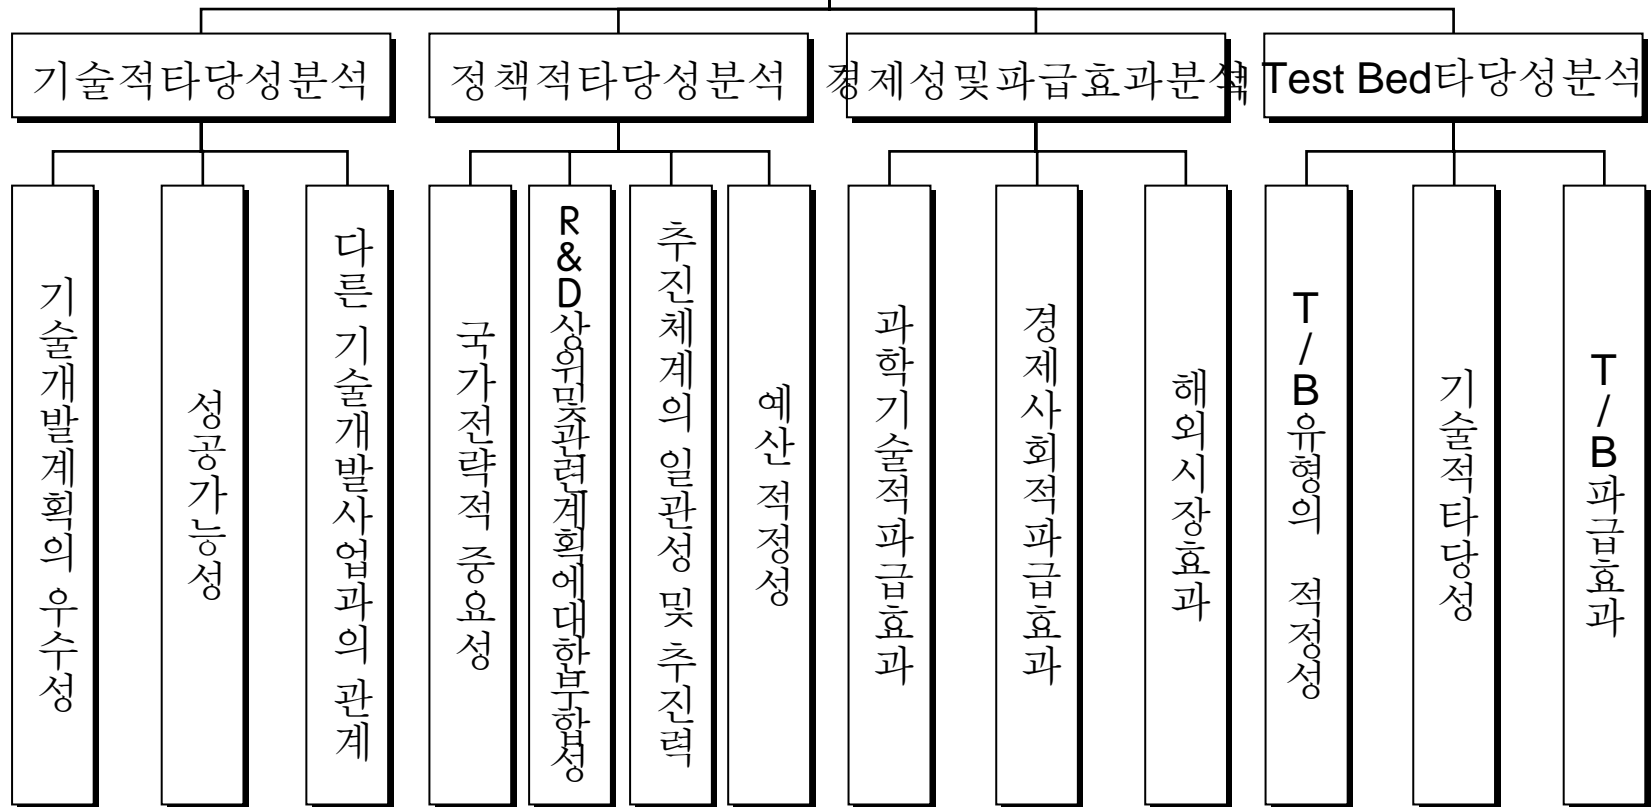 기술적타당성분석
정책적타당성분석
경제성및파급효과분석
Test Bed타당성분석
기술개발계획의 우수성
성공가능성
다른 기술개발사업과의 관계
국가전략적 중요성
R&D상위및관련계획에대한부합성
추진체계의 일관성 및 추진력
예산적정성
과학기술적파급효과
경제사회적파급효과
해외시장효과
T/B유형의 적정성
기술적타당성
T/B파급효과